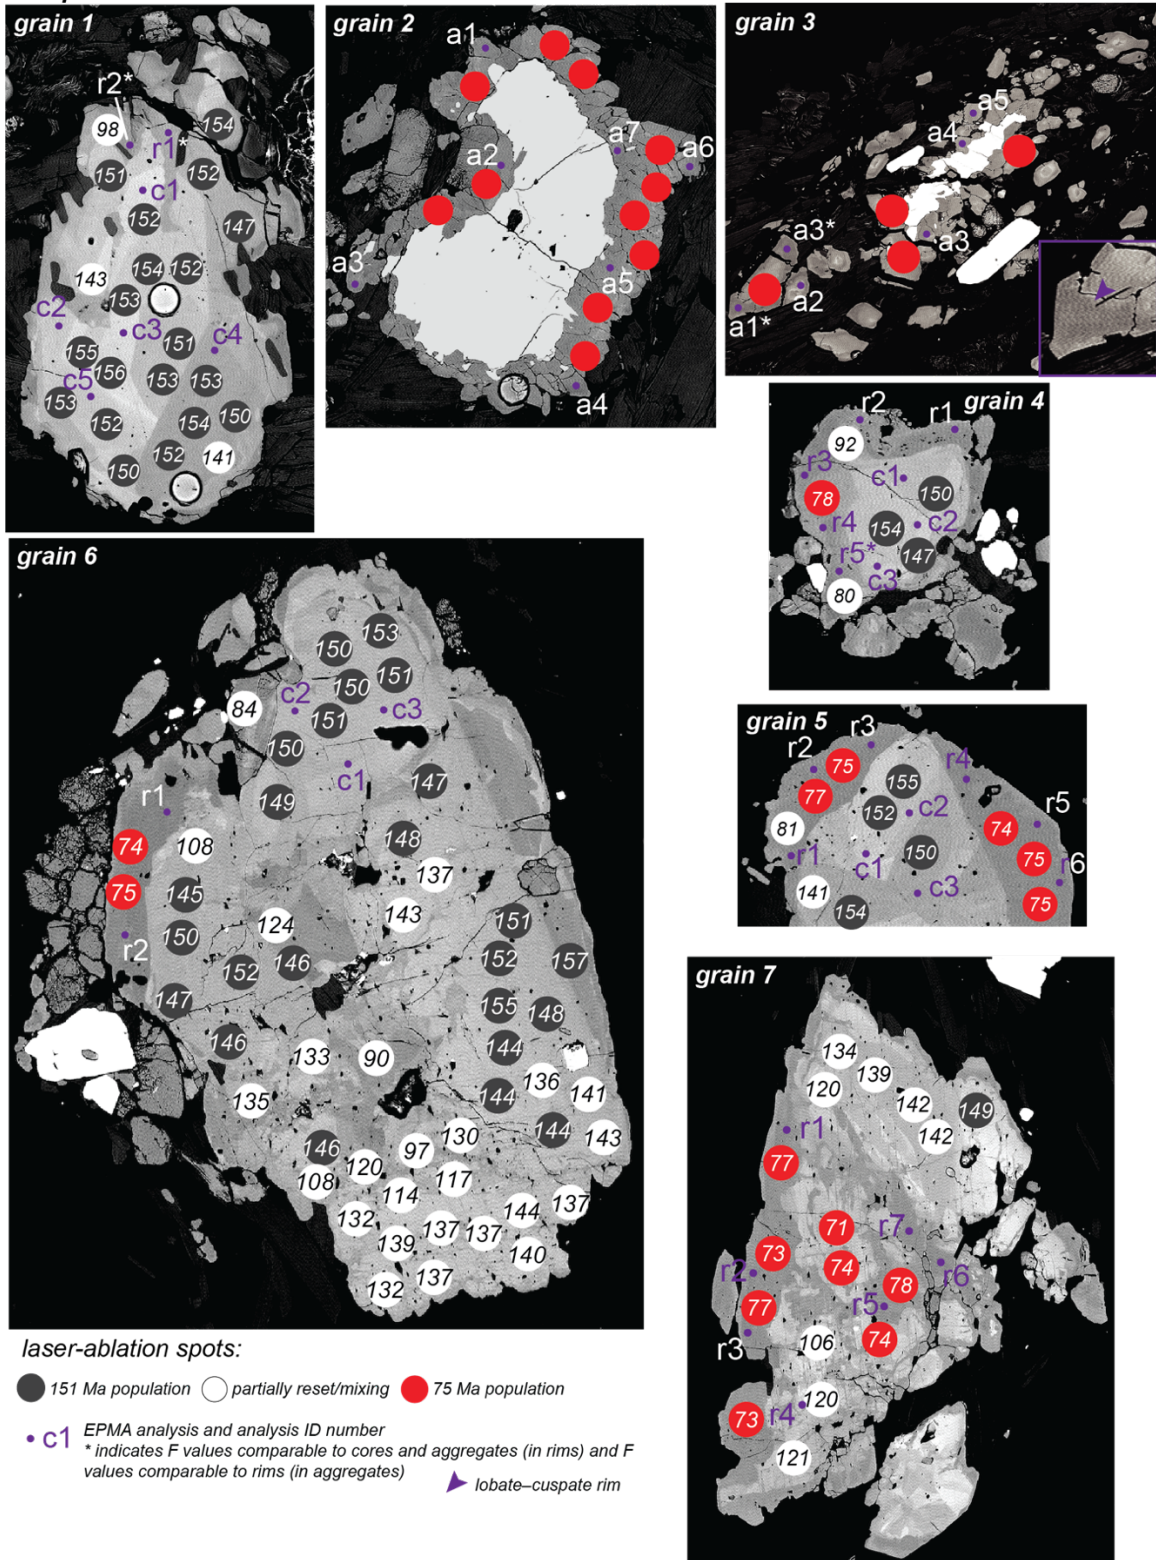 grain 1
r2*
98
154
r1*
151
152
c1
152
147
143
154
152
153
c2
c3
c4
151
155
156
153
153
c5
153
152
154
150
152
141
150
grain 2
a1
a7
a6
a2
a3
a5
a4
grain 3
a5
a4
a3*
a3
a2
a1*
grain 4
r2
r1
92
r3
c1
78
150
r4
154
c2
r5*
147
c3
80
grain 5
r3
r2
r4
75
155
77
152
c2
r5
81
74
r1
c1
150
75
r6
141
c3
75
154
grain 6
153
150
151
150
84
c2
151
c3
150
c1
147
149
r1
148
74
108
137
75
145
143
124
151
r2
150
152
146
152
157
147
155
148
146
133
90
144
136
141
135
144
144
143
130
146
97
120
108
117
114
137
144
132
137
137
139
140
137
132
grain 7
134
139
120
142
149
142
r1
77
71
r7
73
74
r6
r2
78
77
r5
r3
106
74
120
73
r4
121
laser-ablation spots:
151 Ma population partially reset/mixing 75 Ma population
c1 EPMA analysis and analysis ID number
* indicates F values comparable to cores and aggregates (in rims) and F
values comparable to rims (in aggregates)
lobate–cuspate rim